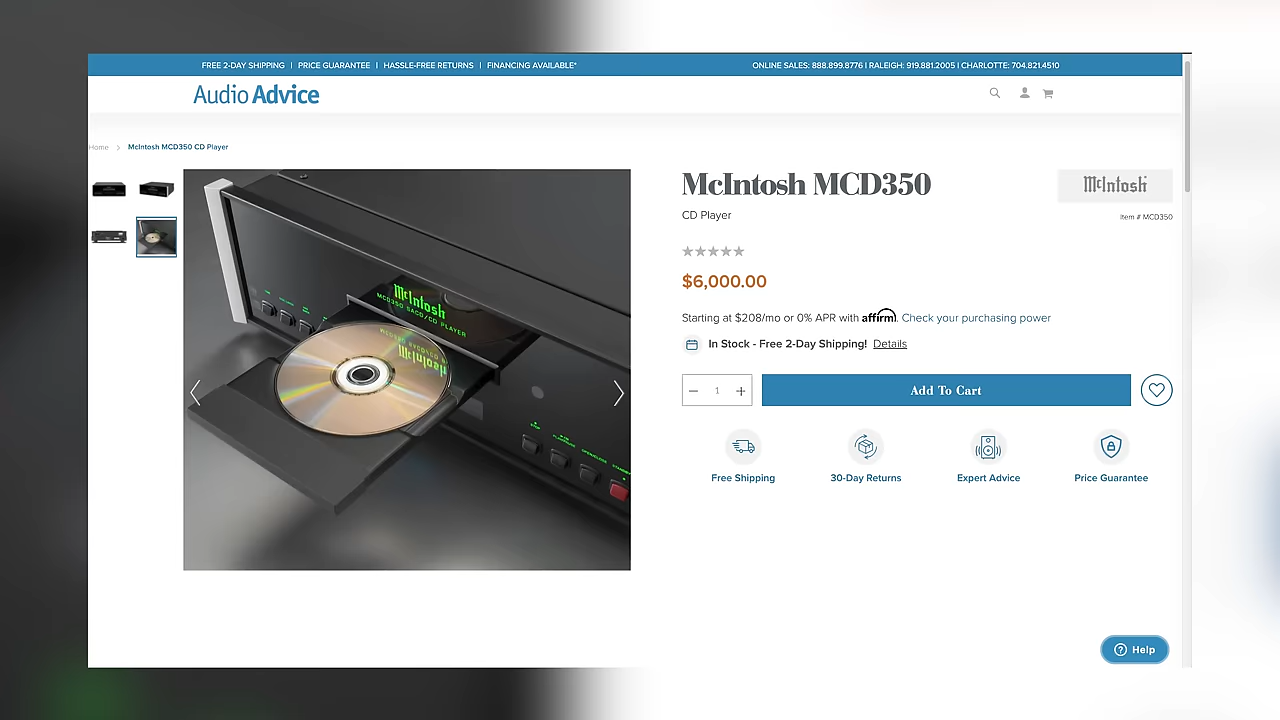 FREE 2-DAY SHIPPING | PRICE GUARANTEE | HASSLE-FREE RETURNS | FINANCING AVAILABLE*
ONLINE SALES: 888.899.8776 | RALEIGH: 919.881.2005 | CHARLOTTE: 704.821.4510
Audio Advice
Home > McIntosh MCD350 CD Player
McIntosh
MCD350 SACD/CD PLAYER
STOP
OPEN/CLOSE
McIntosh MCD350
McIntosh
CD Player
Item # MCD350
$6,000.00
Starting at $208/mo or 0% APR with affirm. Check your purchasing power
In Stock - Free 2-Day Shipping! Details
− 1 +
Add To Cart
Free Shipping
30-Day Returns
Expert Advice
Price Guarantee
Help